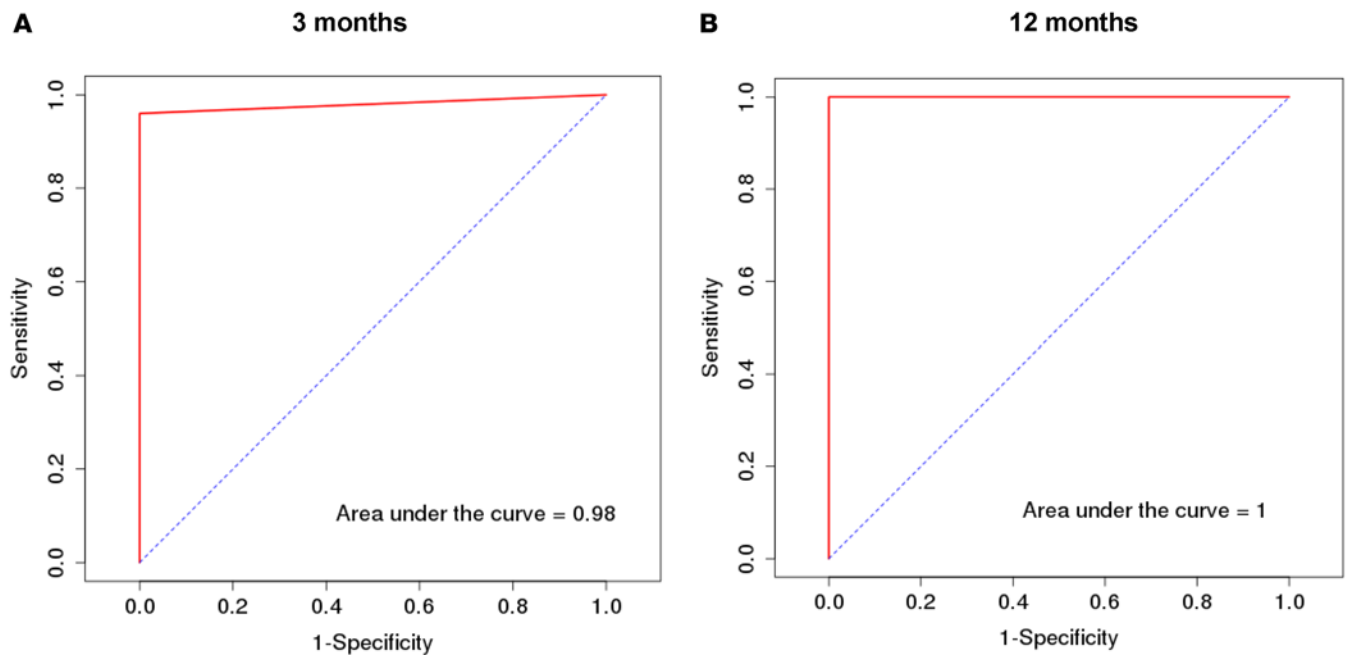 A
3 months
Sensitivity
1.0
0.8
0.6
0.4
0.2
0.0
Area under the curve = 0.98
0.0 0.2 0.4 0.6 0.8 1.0
1-Specificity
B
12 months
Sensitivity
1.0
0.8
0.6
0.4
0.2
0.0
Area under the curve = 1
0.0 0.2 0.4 0.6 0.8 1.0
1-Specificity